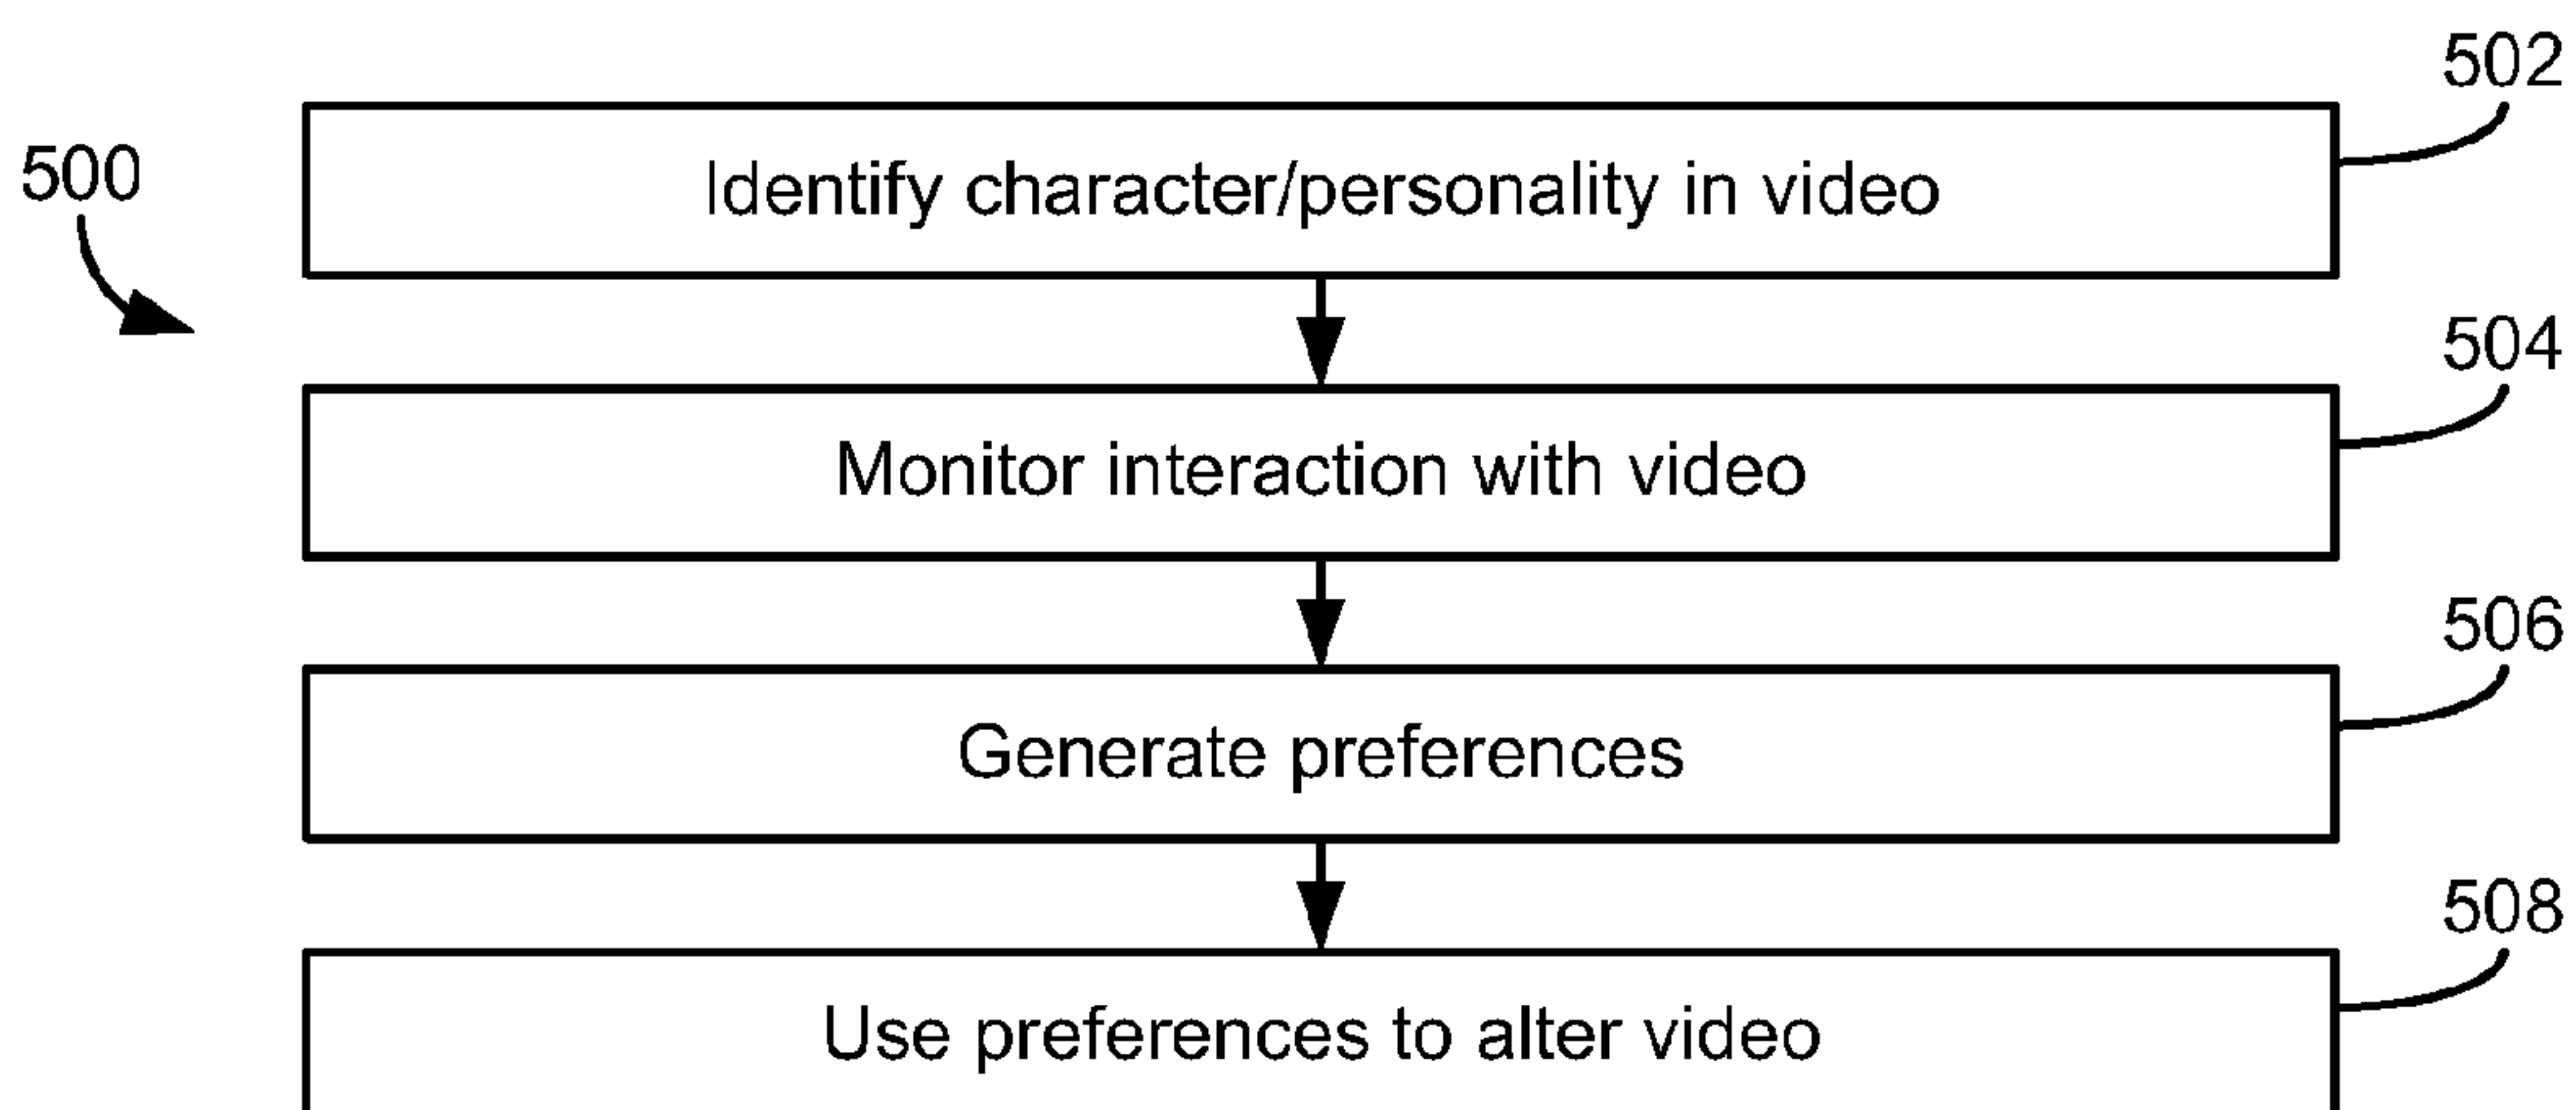 502
500
Identify character/personality in video
504
Monitor interaction with video
506
Generate preferences
508
Use preferences to alter video